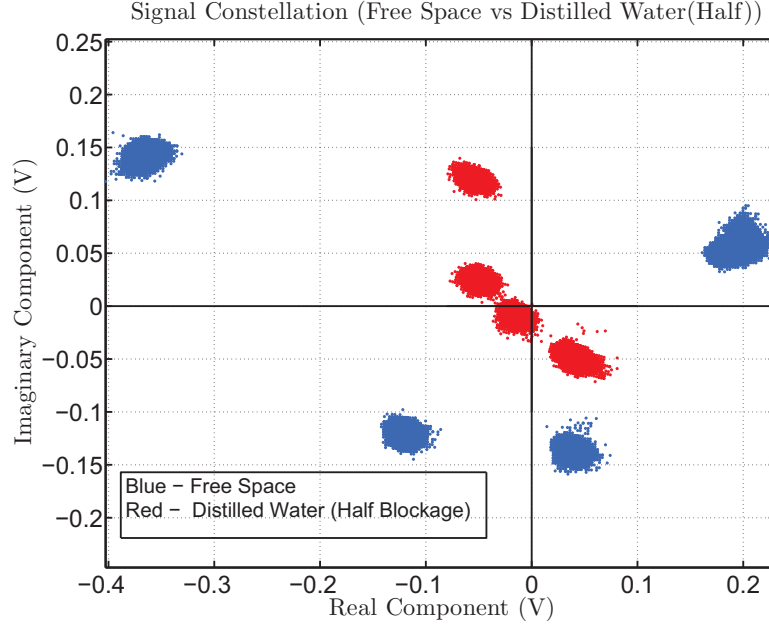 Signal Constellation (Free Space vs Distilled Water(Half))
0.25
0.2
0.15
0.1
0.05
0
−0.05
−0.1
−0.15
−0.2
Imaginary Component (V)
Blue − Free Space
Red − Distilled Water (Half Blockage)
−0.4 −0.3 −0.2 −0.1 0 0.1 0.2
Real Component (V)